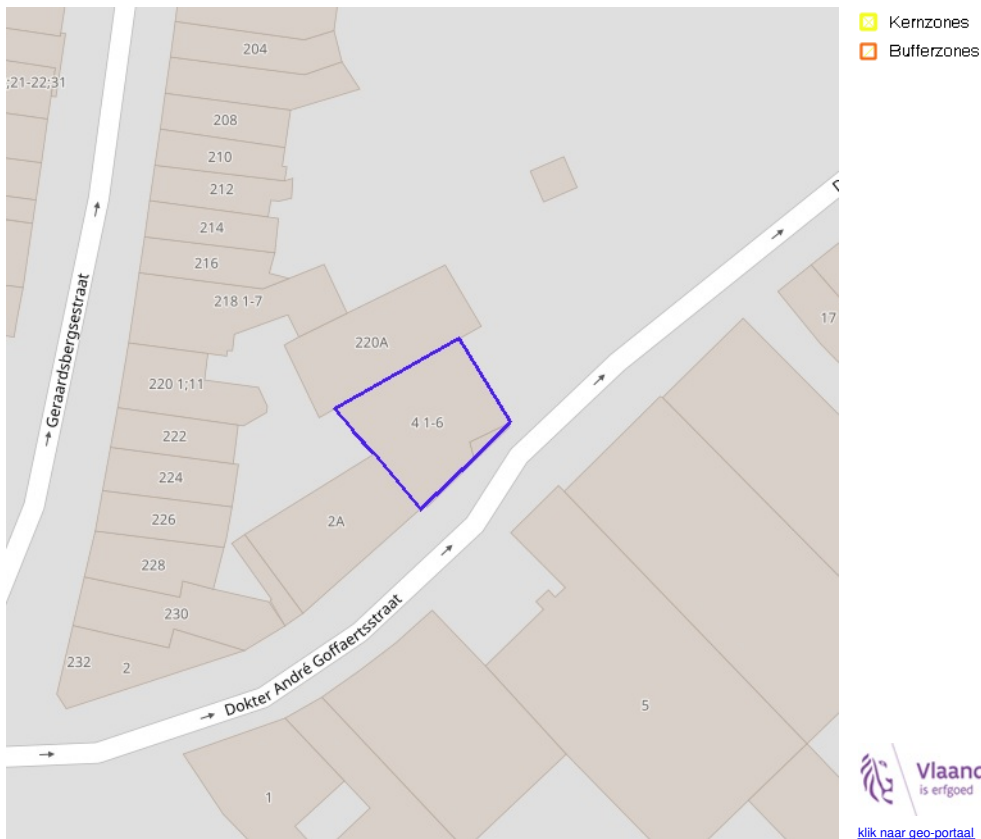 Kernzones
Bufferzones
204
;21-22;31
208
210
212
214
216
218 1-7
220A
17
Geraardsbergsestraat
220 1;11
4 1-6
222
224
2A
226
228
230
Dokter André Goffaertsstraat
232
2
5
1
Vlaand
is erfgoed
klik naar geo-portaal